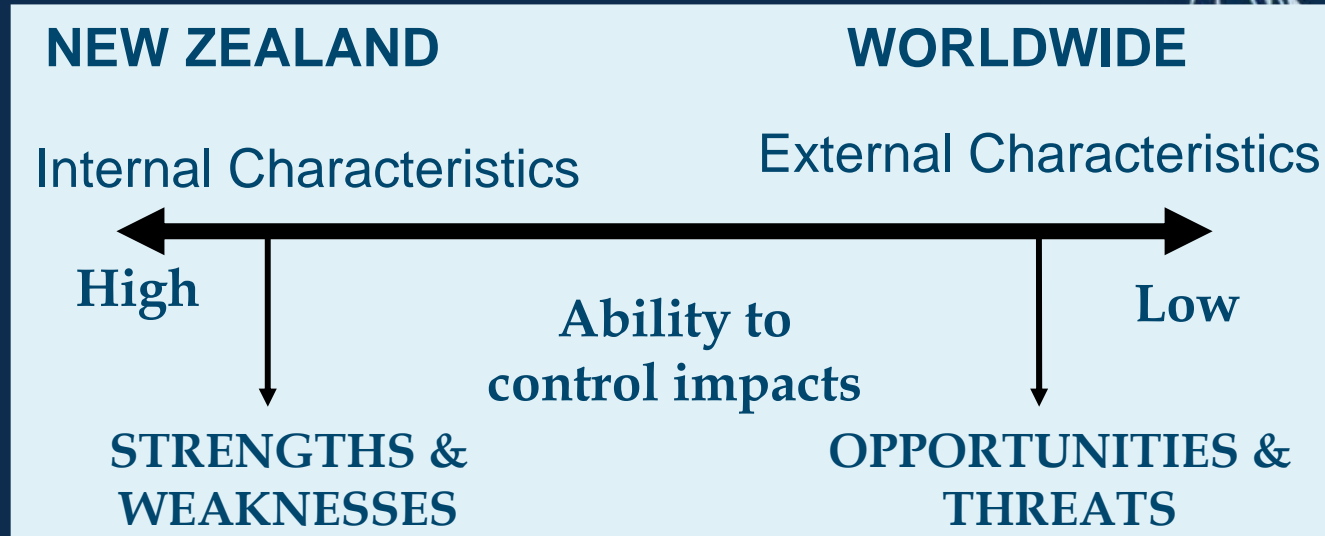 NEW ZEALAND
WORLDWIDE
Internal Characteristics
External Characteristics
High
Low
Ability to
control impacts
STRENGTHS &
WEAKNESSES
OPPORTUNITIES &
THREATS